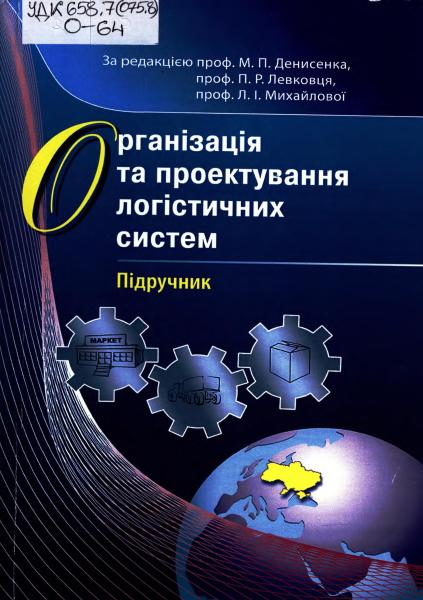 УДК 658,7(075.8)
О-64
За редакцією проф. М. П. Денисенка,
проф. П. Р. Левковця,
проф. Л. І. Михайлової
Організація
та проектування
логістичних
систем
Підручник
МАРКЕТ